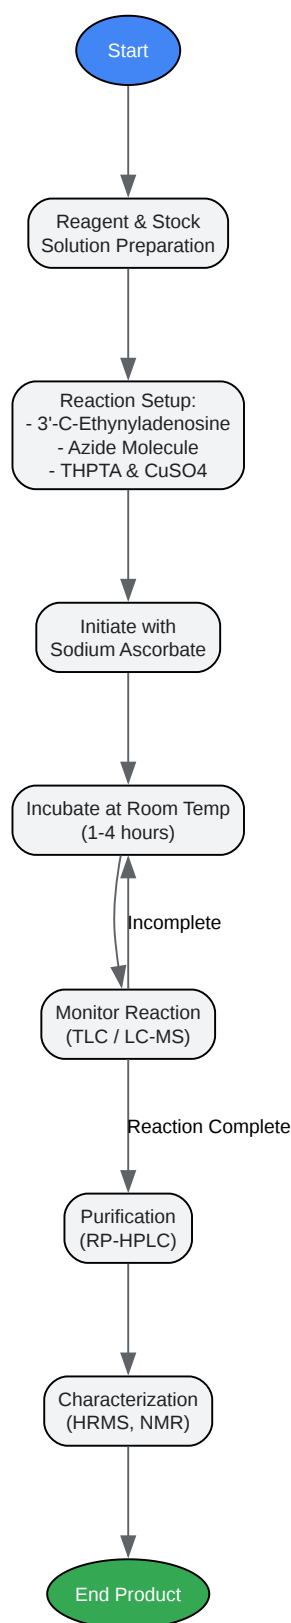 Start
Reagent & Stock
Solution Preparation
Reaction Setup:
- 3'-C-Ethynyladenosine
- Azide Molecule
- THPTA & CuSO4
Initiate with
Sodium Ascorbate
Incubate at Room Temp
(1-4 hours)
Incomplete
Monitor Reaction
(TLC / LC-MS)
Reaction Complete
Purification
(RP-HPLC)
Characterization
(HRMS, NMR)
End Product